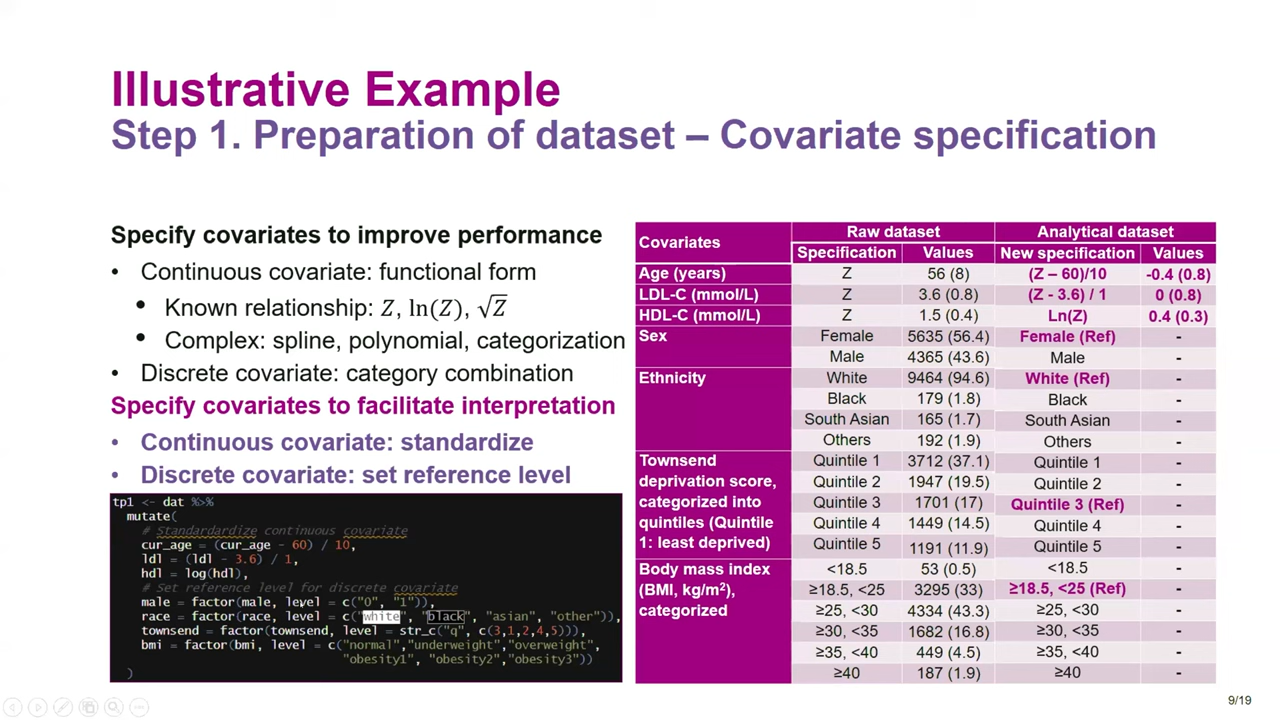 Illustrative Example
Step 1. Preparation of dataset – Covariate specification
Specify covariates to improve performance
• Continuous covariate: functional form
• Known relationship: Z, ln(Z), √Z
• Complex: spline, polynomial, categorization
• Discrete covariate: category combination
Specify covariates to facilitate interpretation
• Continuous covariate: standardize
• Discrete covariate: set reference level
tp1 <- dat %>%
mutate(
# Standardardize continuous covariate
cur_age = (cur_age - 60) / 10,
ldl = (ldl - 3.6) / 1,
hdl = log(hdl),
# Set reference level for discrete covariate
male = factor(male, level = c("0", "1")),
race = factor(race, level = c("white", "black", "asian", "other")),
townsend = factor(townsend, level = str_c("q", c(3,1,2,4,5))),
bmi = factor(bmi, level = c("normal","underweight","overweight",
"obesity1", "obesity2","obesity3"))
)
Covariates Raw dataset Analytical dataset
Specification Values New specification Values
Age (years) Z 56 (8) (Z – 60)/10 -0.4 (0.8)
LDL-C (mmol/L) Z 3.6 (0.8) (Z - 3.6) / 1 0 (0.8)
HDL-C (mmol/L) Z 1.5 (0.4) Ln(Z) 0.4 (0.3)
Sex Female 5635 (56.4) Female (Ref) -
Male 4365 (43.6) Male -
Ethnicity White 9464 (94.6) White (Ref) -
Black 179 (1.8) Black -
South Asian 165 (1.7) South Asian -
Others 192 (1.9) Others -
Townsend Quintile 1 3712 (37.1) Quintile 1 -
deprivation score, Quintile 2 1947 (19.5) Quintile 2 -
categorized into Quintile 3 1701 (17) Quintile 3 (Ref) -
quintiles (Quintile Quintile 4 1449 (14.5) Quintile 4 -
1: least deprived) Quintile 5 1191 (11.9) Quintile 5 -
Body mass index <18.5 53 (0.5) <18.5 -
(BMI, kg/m²), ≥18.5, <25 3295 (33) ≥18.5, <25 (Ref) -
categorized ≥25, <30 4334 (43.3) ≥25, <30 -
≥30, <35 1682 (16.8) ≥30, <35 -
≥35, <40 449 (4.5) ≥35, <40 -
≥40 187 (1.9) ≥40 -
9/19